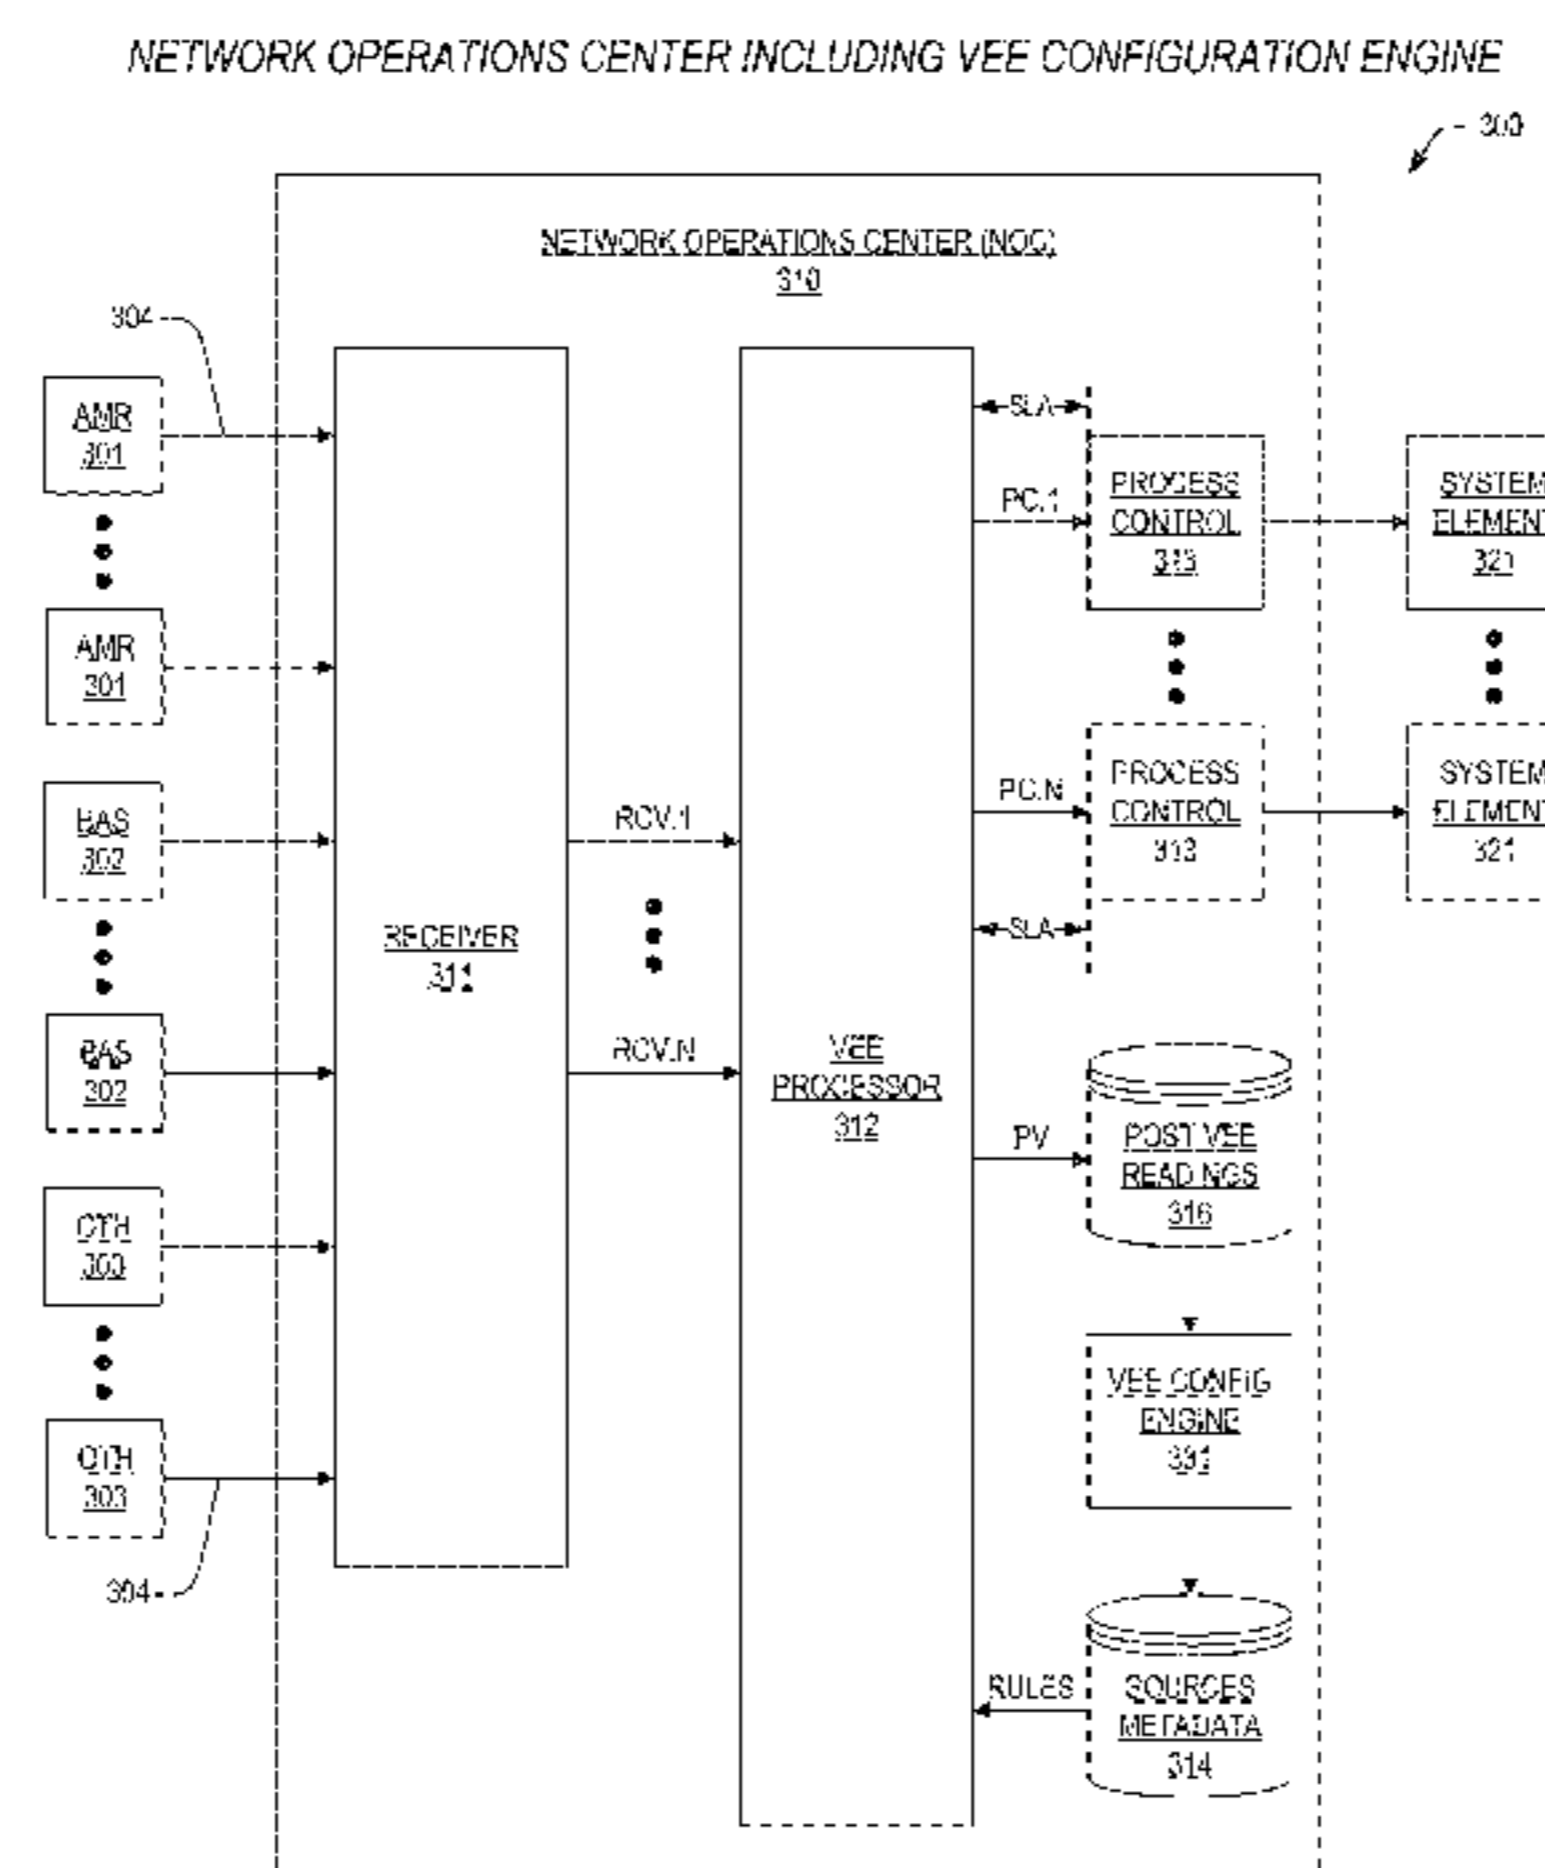 NETWORK OPERATIONS CENTER INCLUDING VEE CONFIGURATION ENGINE
300
NETWORK OPERATIONS CENTER (NOC)
310
304
AMR
301
AMR
301
BAS
302
BAS
302
OTH
303
OTH
303
304
RECEIVER
311
RCV.1
RCV.N
VEE
PROCESSOR
312
SLA
PC.1
PROCESS
CONTROL
313
SYSTEM
ELEMENT
321
PC.N
PROCESS
CONTROL
313
SYSTEM
ELEMENT
321
SLA
PV
POST VEE
READINGS
316
VEE CONFIG
ENGINE
RULES
SOURCES
METADATA
314